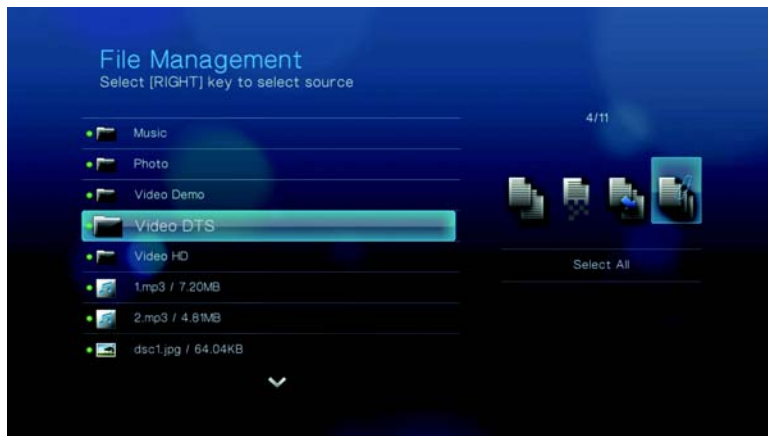 File Management
Select [RIGHT] key to select source
4/11
Music
Photo
Video Demo
Video DTS
Video HD
1.mp3 / 7.20MB
2.mp3 / 4.81MB
dsc1.jpg / 64.04KB
Select All